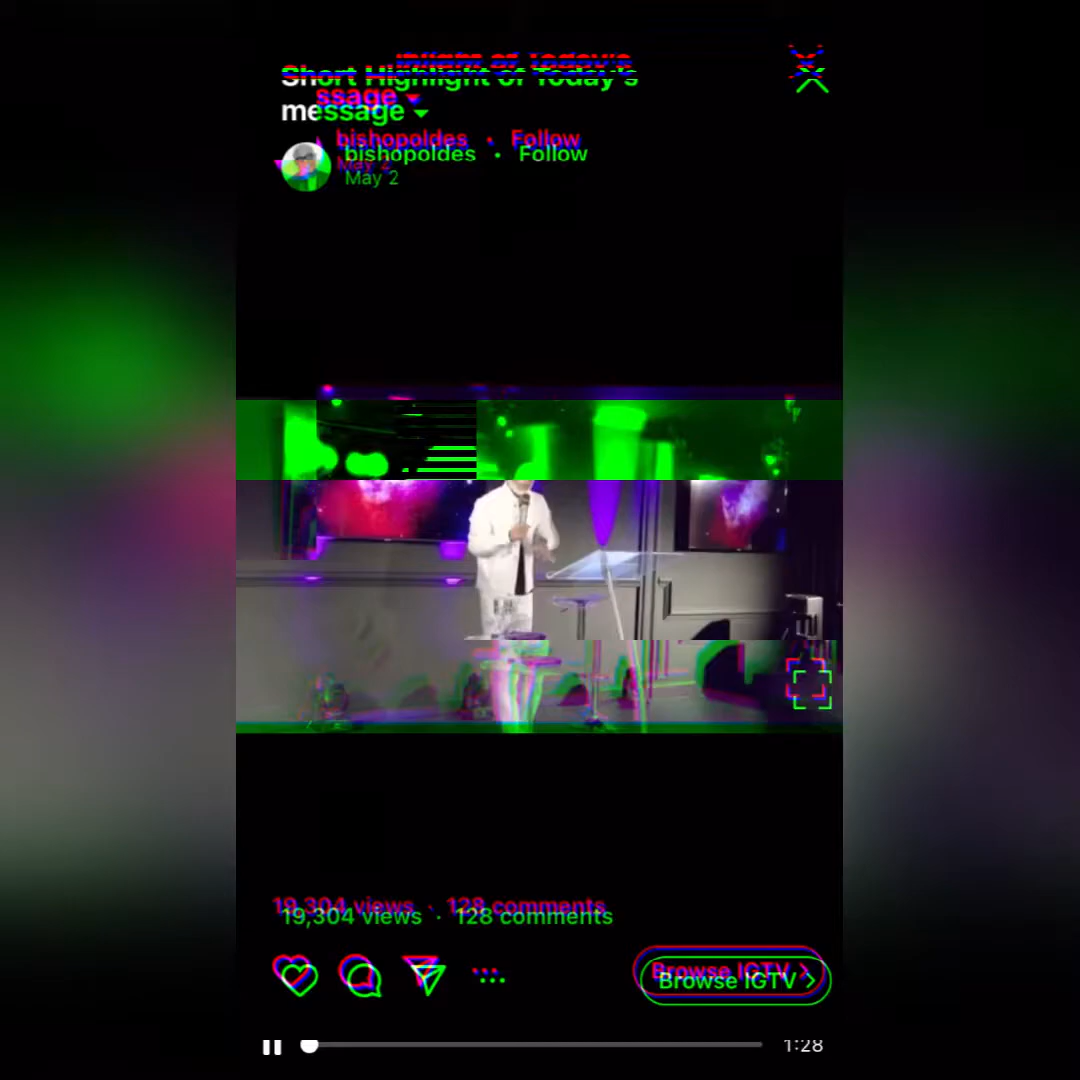 Short Highlight of Today's
message
bishopoldes • Follow
May 2
19,304 views · 128 comments
Browse IGTV >
1:28